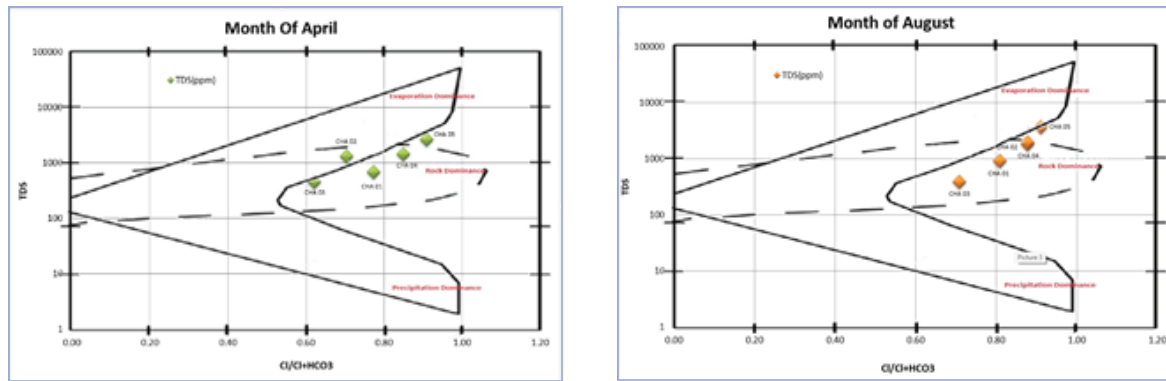 Month Of April
100000
10000
1000
100
10
1
TDS
TDS(ppm)
Evaporation Dominance
Rock Dominance
Precipitation Dominance
CHA 02
CHA 01
CHA 04
0.00 0.20 0.40 0.60 0.80 1.00 1.20
Cl/Cl+HCO3
Month of August
100000
10000
1000
100
10
1
TDS
TDS(ppm)
Evaporation Dominance
Rock Dominance
Precipitation Dominance
CHA 05
CHA 02
CHA 04
CHA 01
CHA 03
Picture 1
0.00 0.20 0.40 0.60 0.80 1.00 1.20
Cl/Cl+HCO3